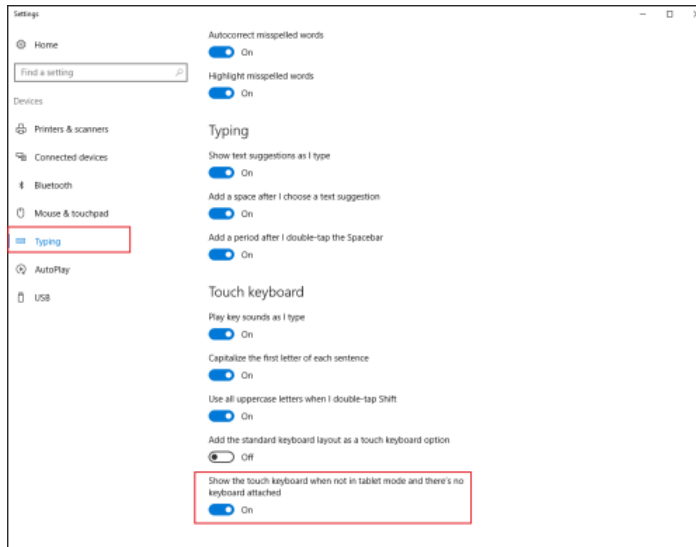 Settings
Home
Find a setting
Devices
Printers & scanners
Connected devices
Bluetooth
Mouse & touchpad
Typing
AutoPlay
USB
Autocorrect misspelled words
On
Highlight misspelled words
On
Typing
Show text suggestions as I type
On
Add a space after I choose a text suggestion
On
Add a period after I double-tap the Spacebar
On
Touch keyboard
Play key sounds as I type
On
Capitalize the first letter of each sentence
On
Use all uppercase letters when I double-tap Shift
On
Add the standard keyboard layout as a touch keyboard option
Off
Show the touch keyboard when not in tablet mode and there's no
keyboard attached
On